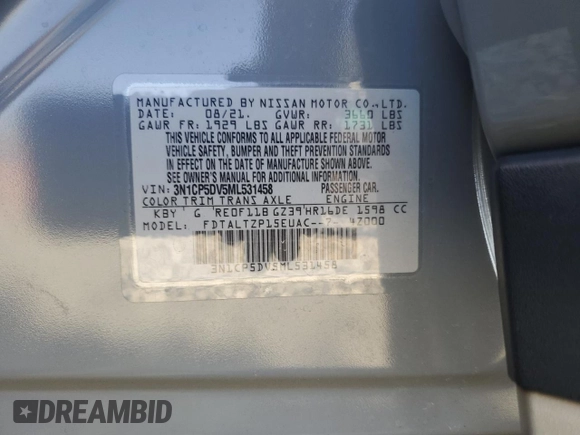 MANUFACTURED BY NISSAN MOTOR CO., LTD.
DATE: 08/21. GVWR: 3660 LBS
GAWR FR: 1929 LBS GAWR RR: 1731 LBS
THIS VEHICLE CONFORMS TO ALL APPLICABLE FEDERAL MOTOR
VEHICLE SAFETY, BUMPER AND THEFT PREVENTION STANDARDS
IN EFFECT ON THE DATE OF MANUFACTURE SHOWN ABOVE.
SEE OWNER'S MANUAL FOR
ADDITIONAL INFORMATION.
VIN: 3N1CP5DV5ML531458 PASSENGER CAR.
COLOR TRIM TRANS AXLE ENGINE
KBY G RE0F11B GZ39 HR16DE 1598 CC
MODEL: FDTALTZP15EUAC--7- 4Z000
3N1CP5DV5ML531458
DREAMBID